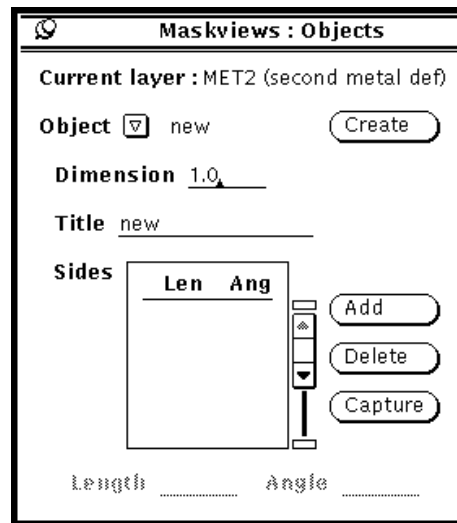 Maskviews : Objects
Current layer : MET2 (second metal def)
Object new Create
Dimension 1.0
Title new
Sides Len Ang
Add
Delete
Capture
Length Angle